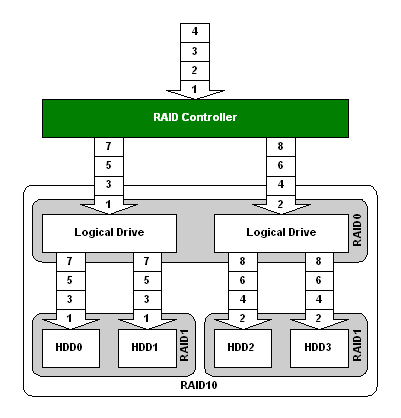 4
3
2
1
RAID Controller
7 8
5 6
3 4
1 2
Logical Drive Logical Drive RAID0
7 7 8 8
5 5 6 6
3 3 4 4
1 1 2 2
HDD0 HDD1 RAID1 HDD2 HDD3 RAID1
RAID10